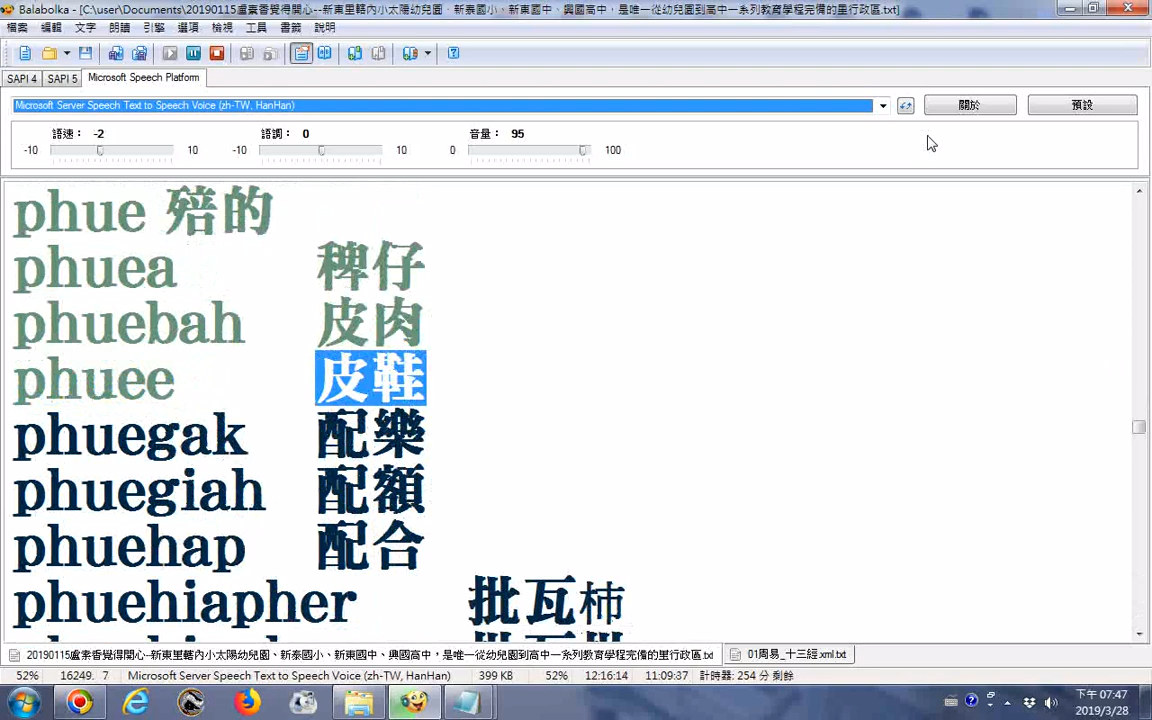 Balabolka - [C:\user\Documents\20190115盧素香覺得開心--新東里轄內小太陽幼兒園、新泰國小、新東國中、興國高中，是唯一從幼兒園到高中一系列教育學程完備的里行政區.txt]
檔案 編輯 文字 朗讀 引擎 選項 檢視 工具 書籤 說明
SAPI 4 SAPI 5 Microsoft Speech Platform
Microsoft Server Speech Text to Speech Voice (zh-TW, HanHan) 關於 預設
語速： -2 語調： 0 音量： 95
-10 10 -10 10 0 100
phue 殕的
phuea 稗仔
phuebah 皮肉
phuee 皮鞋
phuegak 配樂
phuegiah 配額
phuehap 配合
phuehiapher 批瓦柿
20190115盧素香覺得開心--新東里轄內小太陽幼兒園、新泰國小、新東國中、興國高中，是唯一從幼兒園到高中一系列教育學程完備的里行政區.txt 01周易_十三經.xml.txt
52% 16249. 7 Microsoft Server Speech Text to Speech Voice (zh-TW, HanHan) 399 KB 52% 12:16:14 11:09:37 計時器: 254 分 剩餘
下午 07:47
2019/3/28